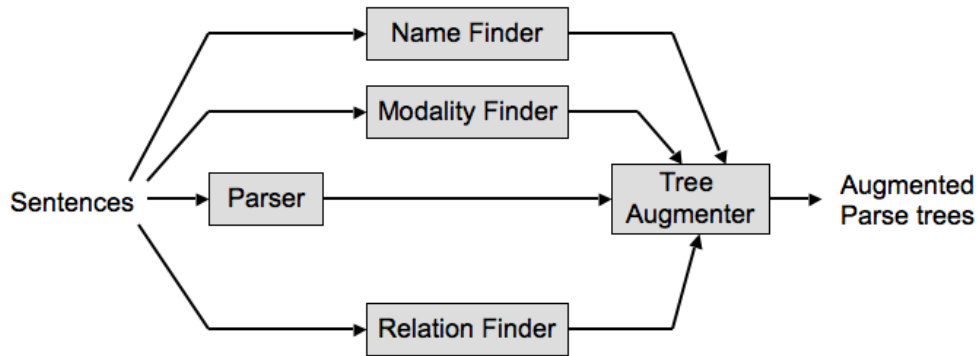 Name Finder
Modality Finder
Sentences
Parser
Tree
Augmenter
Augmented
Parse trees
Relation Finder